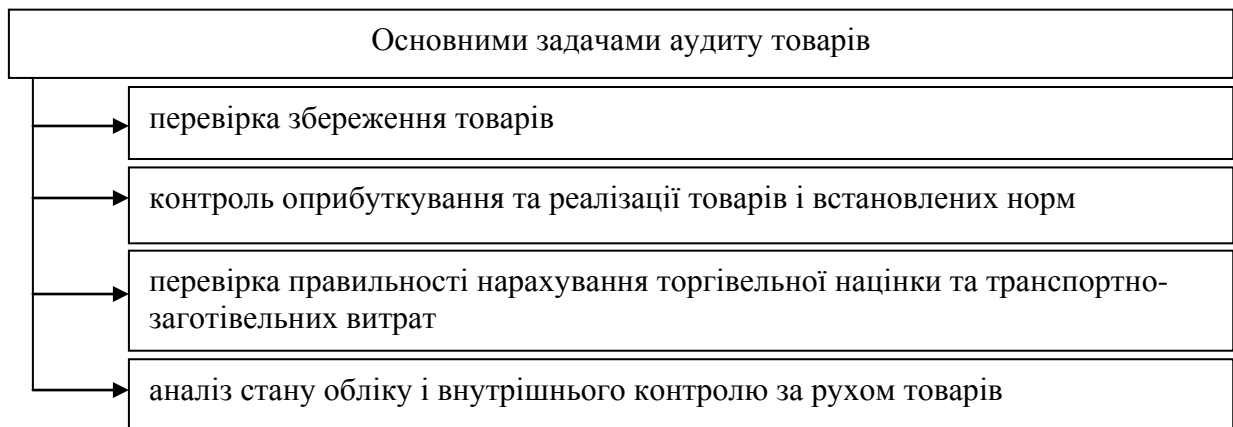 Основними задачами аудиту товарів
перевірка збереження товарів
контроль оприбуткування та реалізації товарів і встановлених норм
перевірка правильності нарахування торгівельної націнки та транспортно-
заготівельних витрат
аналіз стану обліку і внутрішнього контролю за рухом товарів